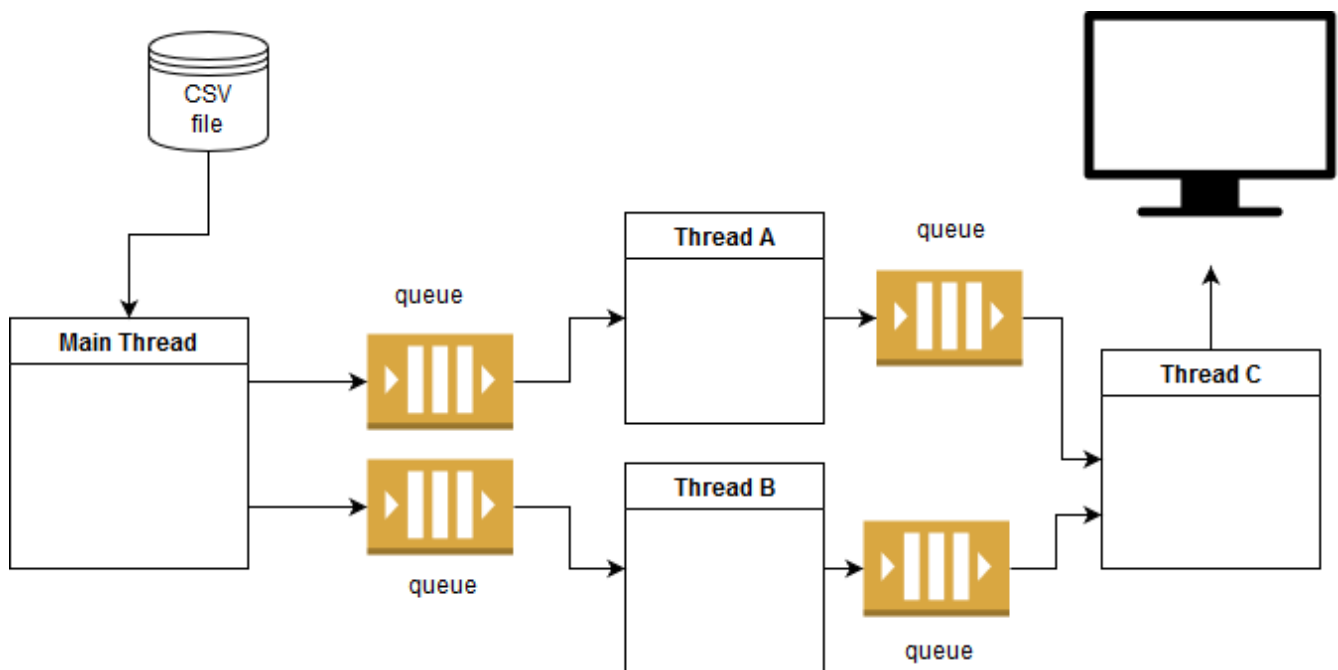 CSV
file
Thread A
queue
queue
Main Thread
Thread C
Thread B
queue
queue